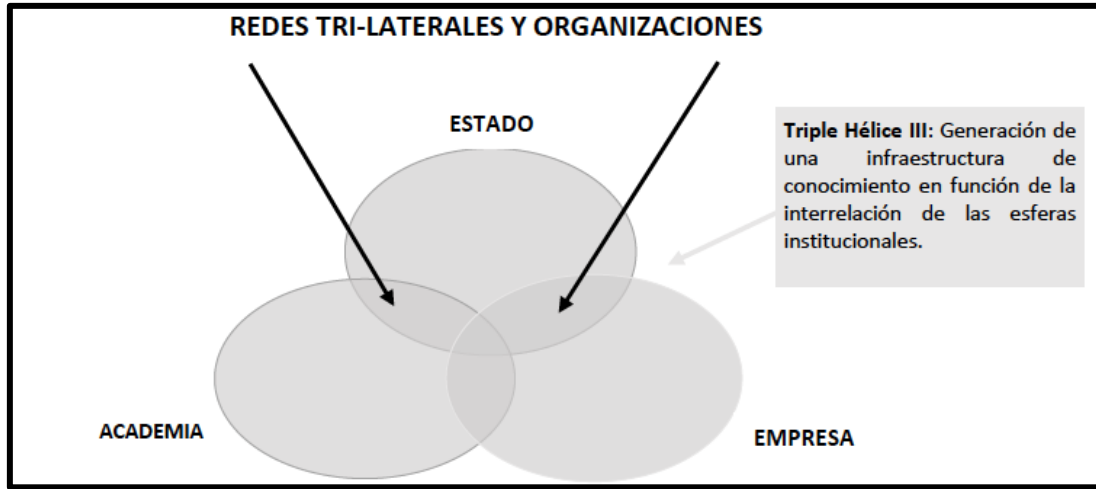 REDES TRI-LATERALES Y ORGANIZACIONES
ESTADO
Triple Hélice III: Generación de
una infraestructura de
conocimiento en función de la
interrelación de las esferas
institucionales.
ACADEMIA
EMPRESA